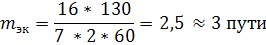 mэк = 16 * 130 / 7 * 2 * 60 = 2,5 ≈ 3 пути